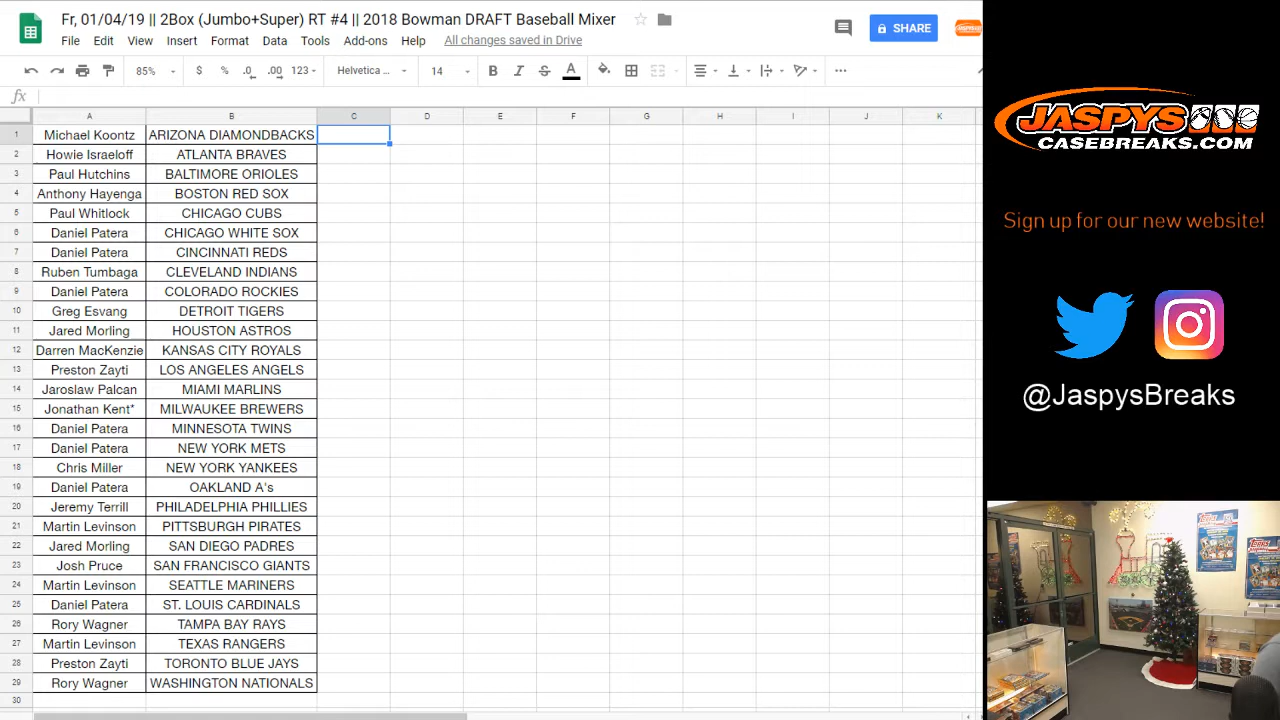 Fr, 01/04/19 || 2Box (Jumbo+Super) RT #4 || 2018 Bowman DRAFT Baseball Mixer
File Edit View Insert Format Data Tools Add-ons Help All changes saved in Drive
SHARE
85% $ % .0 .00 123 Helvetica ... 14 B I S A
fx
A B C D E F G H I J K
1 Michael Koontz ARIZONA DIAMONDBACKS
2 Howie Israeloff ATLANTA BRAVES
3 Paul Hutchins BALTIMORE ORIOLES
4 Anthony Hayenga BOSTON RED SOX
5 Paul Whitlock CHICAGO CUBS
6 Daniel Patera CHICAGO WHITE SOX
7 Daniel Patera CINCINNATI REDS
8 Ruben Tumbaga CLEVELAND INDIANS
9 Daniel Patera COLORADO ROCKIES
10 Greg Esvang DETROIT TIGERS
11 Jared Morling HOUSTON ASTROS
12 Darren MacKenzie KANSAS CITY ROYALS
13 Preston Zayti LOS ANGELES ANGELS
14 Jaroslaw Palcan MIAMI MARLINS
15 Jonathan Kent* MILWAUKEE BREWERS
16 Daniel Patera MINNESOTA TWINS
17 Daniel Patera NEW YORK METS
18 Chris Miller NEW YORK YANKEES
19 Daniel Patera OAKLAND A's
20 Jeremy Terrill PHILADELPHIA PHILLIES
21 Martin Levinson PITTSBURGH PIRATES
22 Jared Morling SAN DIEGO PADRES
23 Josh Pruce SAN FRANCISCO GIANTS
24 Martin Levinson SEATTLE MARINERS
25 Daniel Patera ST. LOUIS CARDINALS
26 Rory Wagner TAMPA BAY RAYS
27 Martin Levinson TEXAS RANGERS
28 Preston Zayti TORONTO BLUE JAYS
29 Rory Wagner WASHINGTON NATIONALS
30
JASPYS
CASEBREAKS.COM
Sign up for our new website!
@JaspysBreaks